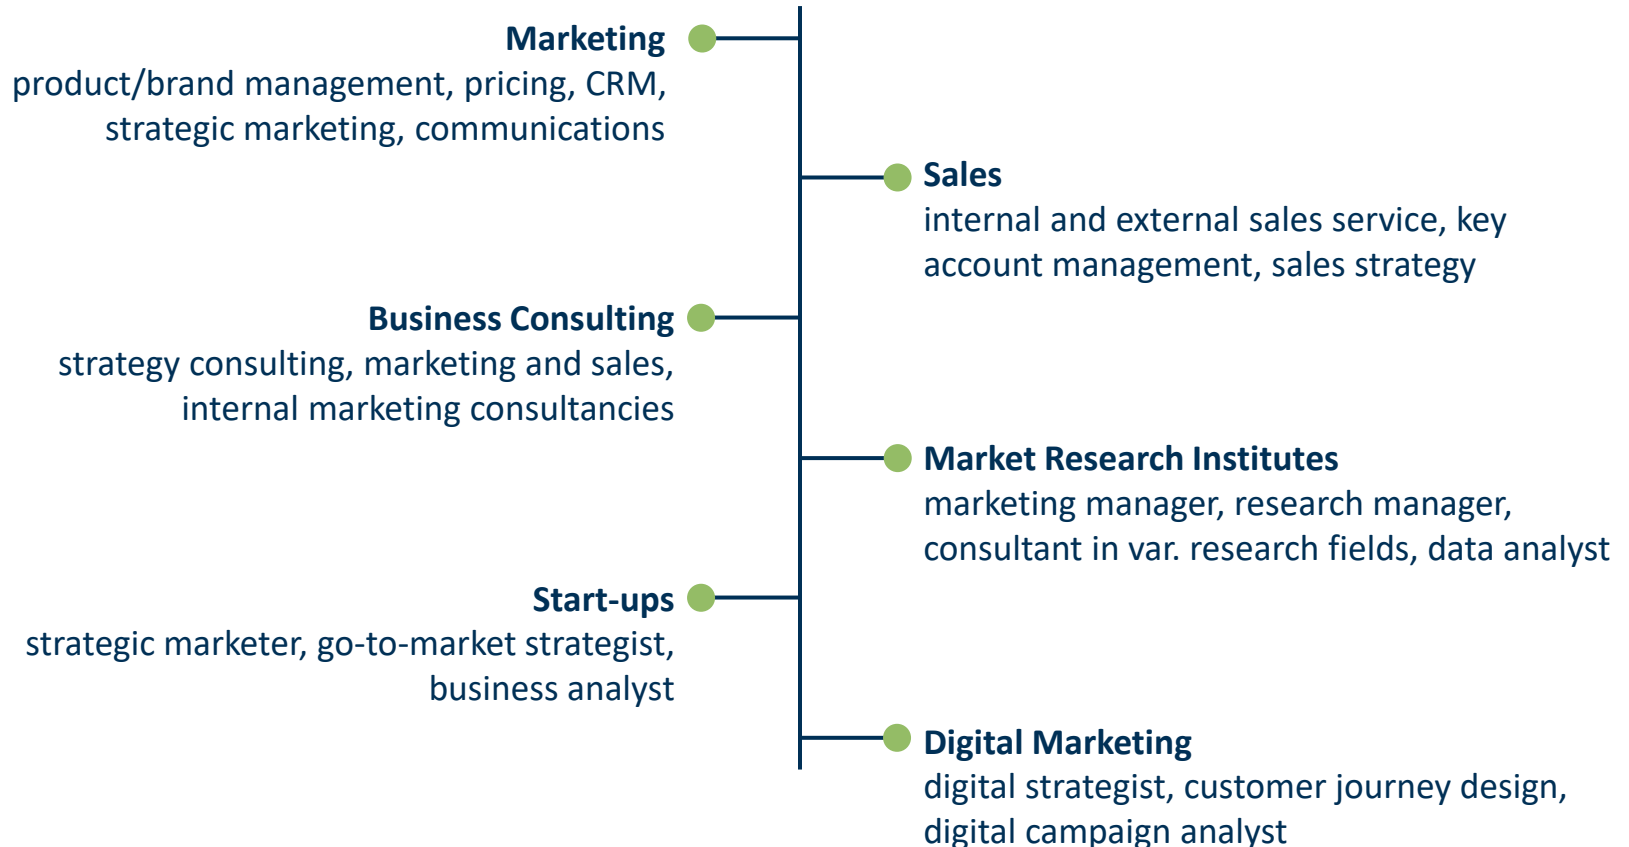 Marketing
product/brand management, pricing, CRM,
strategic marketing, communications
Sales
internal and external sales service, key
account management, sales strategy
Business Consulting
strategy consulting, marketing and sales,
internal marketing consultancies
Market Research Institutes
marketing manager, research manager,
consultant in var. research fields, data analyst
Start-ups
strategic marketer, go-to-market strategist,
business analyst
Digital Marketing
digital strategist, customer journey design,
digital campaign analyst